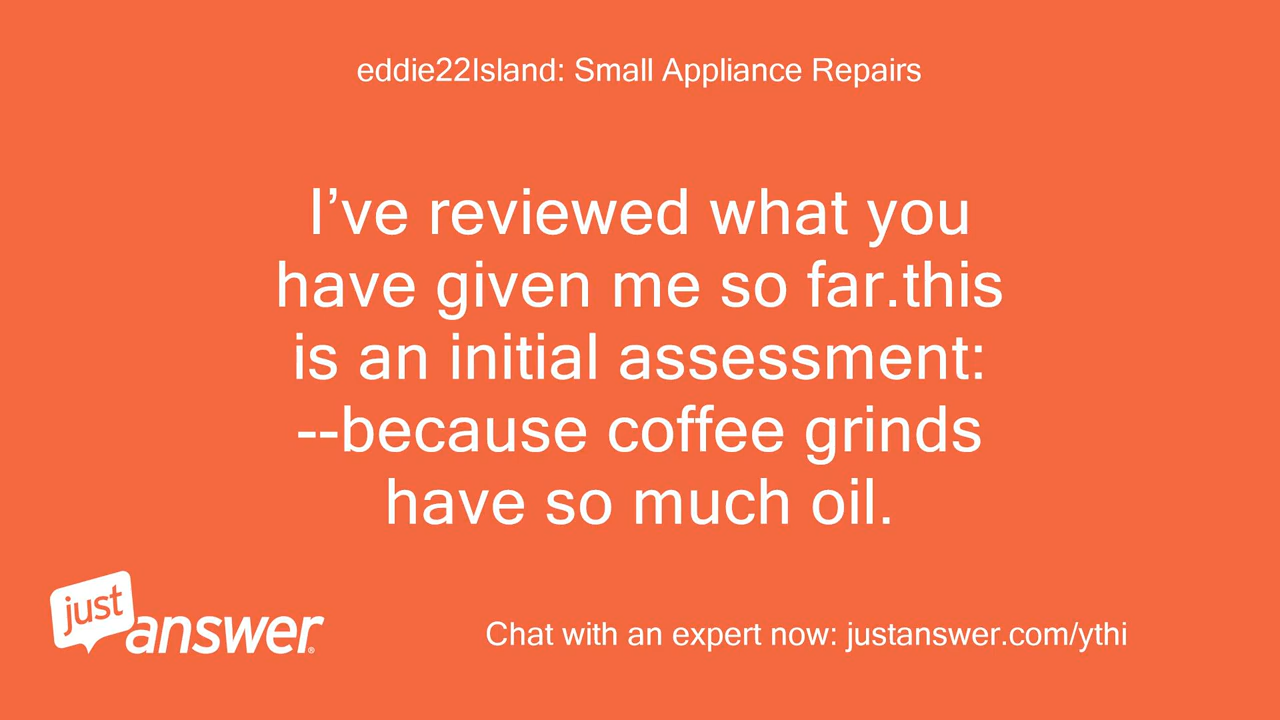 eddie22Island: Small Appliance Repairs
I’ve reviewed what you
have given me so far.this
is an initial assessment:
--because coffee grinds
have so much oil.
just
answer®
Chat with an expert now: justanswer.com/ythi